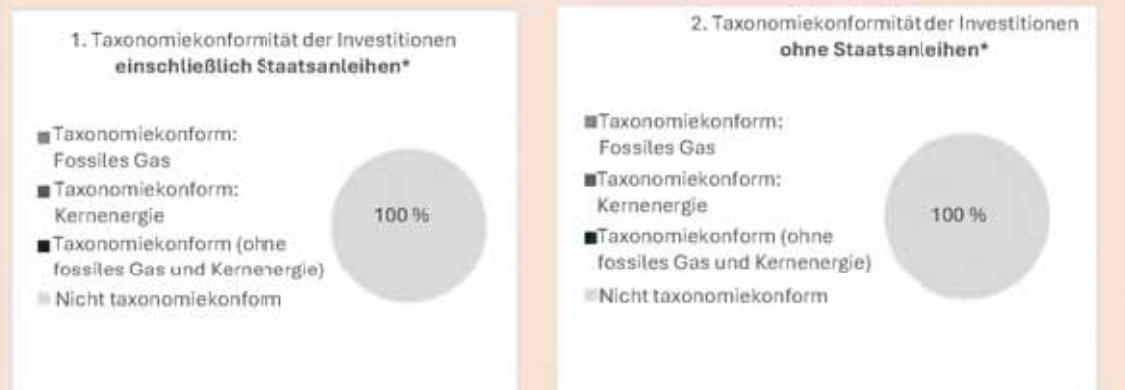 1. Taxonomiekonformität der Investitionen
einschließlich Staatsanleihen*
Taxonomiekonform:
Fossiles Gas
Taxonomiekonform:
Kernenergie
Taxonomiekonform (ohne
fossiles Gas und Kernenergie)
Nicht taxonomiekonform
100 %
2. Taxonomiekonformität der Investitionen
ohne Staatsanleihen*
Taxonomiekonform:
Fossiles Gas
Taxonomiekonform:
Kernenergie
Taxonomiekonform (ohne
fossiles Gas und Kernenergie)
Nicht taxonomiekonform
100 %